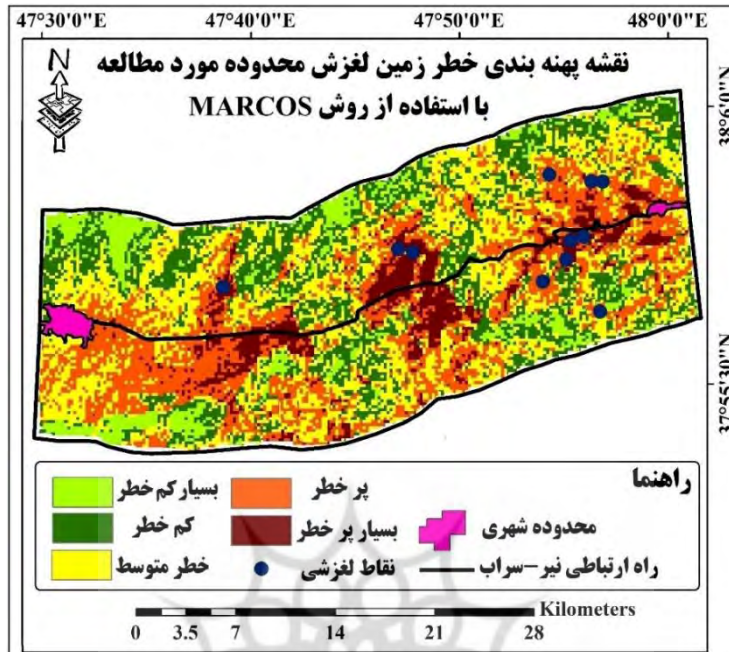 47°30'0"E 47°40'0"E 47°50'0"E 48°0'0"E
نقشه پهنه بندی خطر زمین لغزش محدوده مورد مطالعه
با استفاده از روش MARCOS
N
38°6'0"N
37°55'30"N
راهنما
بسیار کم خطر
پر خطر
محدوده شهری
کم خطر
بسیار پر خطر
خطر متوسط
نقاط لغزشی
راه ارتباطی نیر-سراب
Kilometers
0 3.5 7 14 21 28